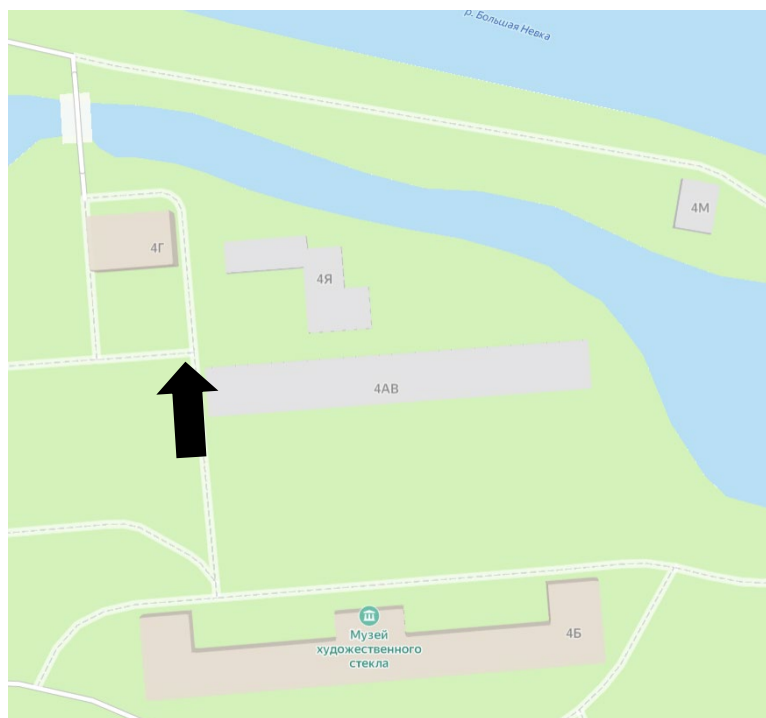 р. Большая Невка
4М
4Г
4Я
4АВ
4Б
Музей
художественного
стекла